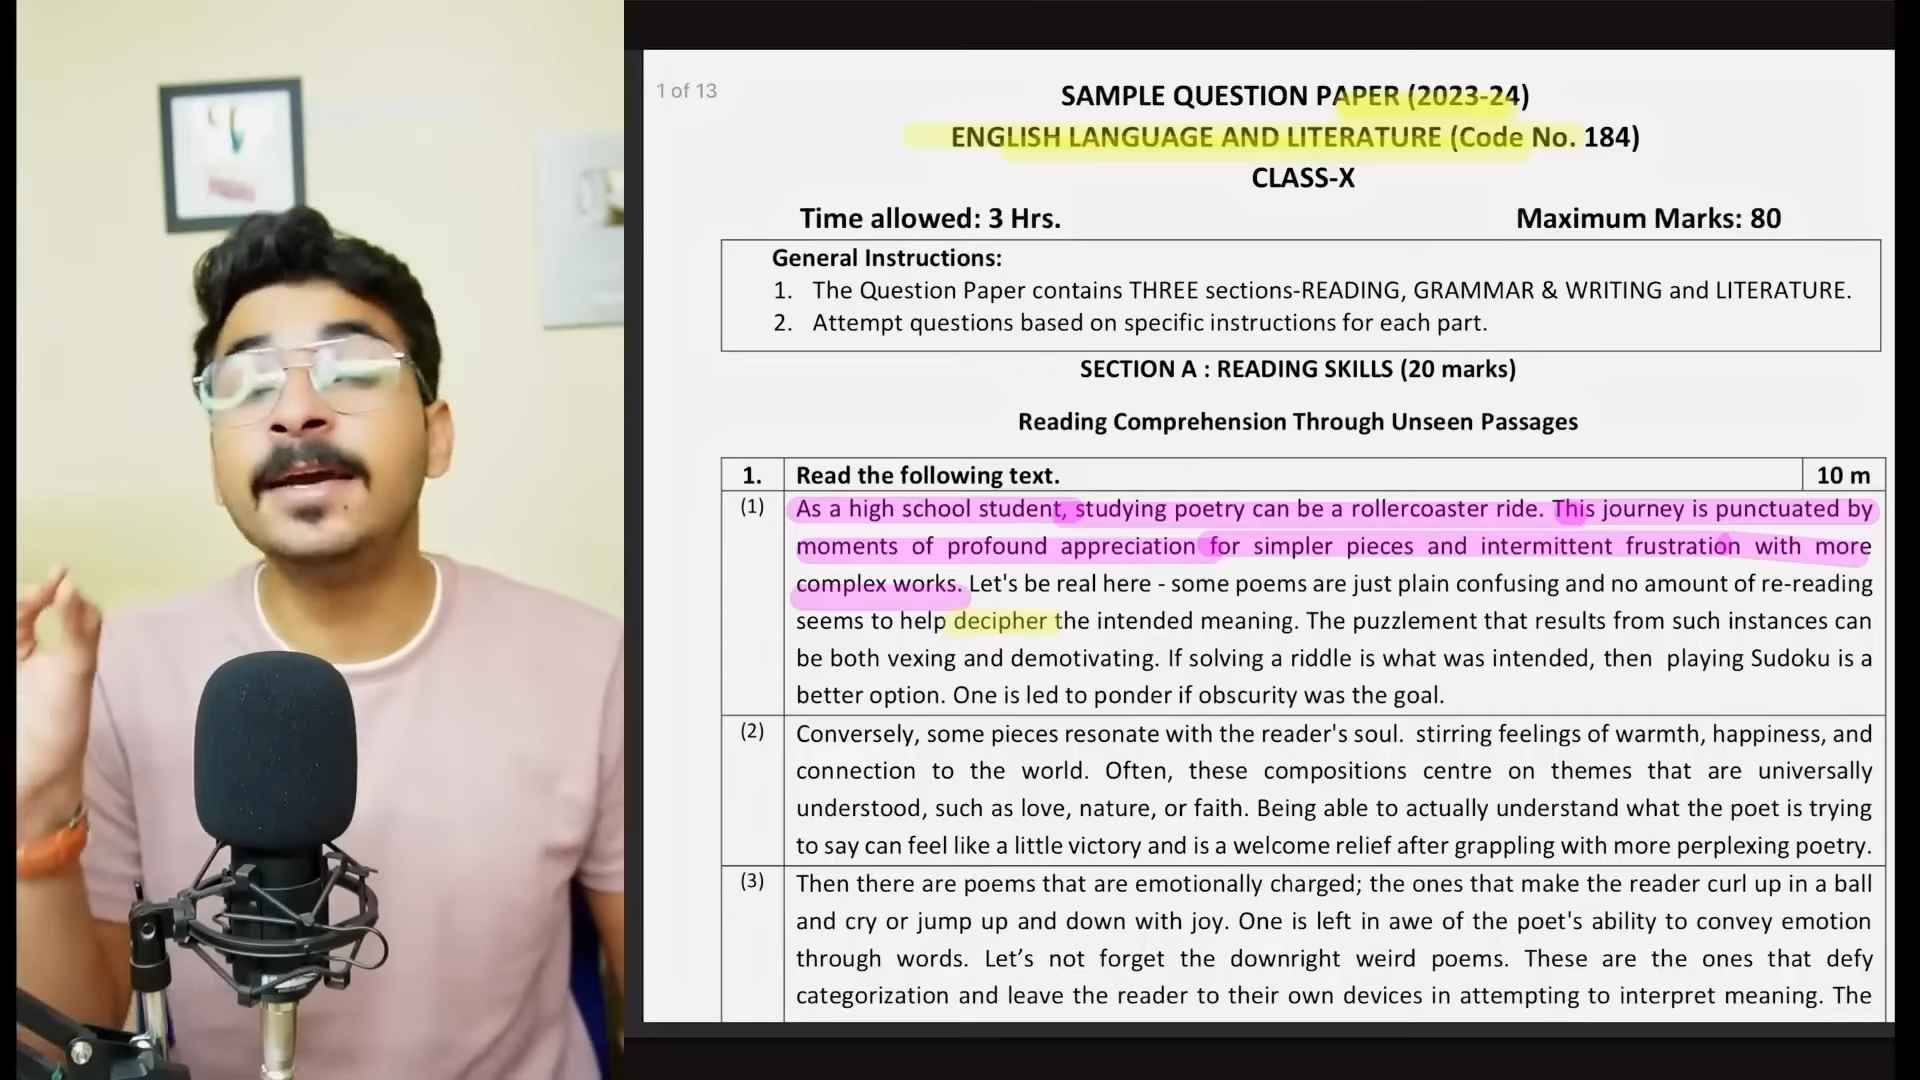 1 of 13
SAMPLE QUESTION PAPER (2023-24)
ENGLISH LANGUAGE AND LITERATURE (Code No. 184)
CLASS-X
Time allowed: 3 Hrs. Maximum Marks: 80
General Instructions:
1. The Question Paper contains THREE sections-READING, GRAMMAR & WRITING and LITERATURE.
2. Attempt questions based on specific instructions for each part.
SECTION A : READING SKILLS (20 marks)
Reading Comprehension Through Unseen Passages
1. Read the following text. 10 m
(1) As a high school student, studying poetry can be a rollercoaster ride. This journey is punctuated by
moments of profound appreciation for simpler pieces and intermittent frustration with more
complex works. Let's be real here - some poems are just plain confusing and no amount of re-reading
seems to help decipher the intended meaning. The puzzlement that results from such instances can
be both vexing and demotivating. If solving a riddle is what was intended, then playing Sudoku is a
better option. One is led to ponder if obscurity was the goal.
(2) Conversely, some pieces resonate with the reader's soul. stirring feelings of warmth, happiness, and
connection to the world. Often, these compositions centre on themes that are universally
understood, such as love, nature, or faith. Being able to actually understand what the poet is trying
to say can feel like a little victory and is a welcome relief after grappling with more perplexing poetry.
(3) Then there are poems that are emotionally charged; the ones that make the reader curl up in a ball
and cry or jump up and down with joy. One is left in awe of the poet's ability to convey emotion
through words. Let’s not forget the downright weird poems. These are the ones that defy
categorization and leave the reader to their own devices in attempting to interpret meaning. The